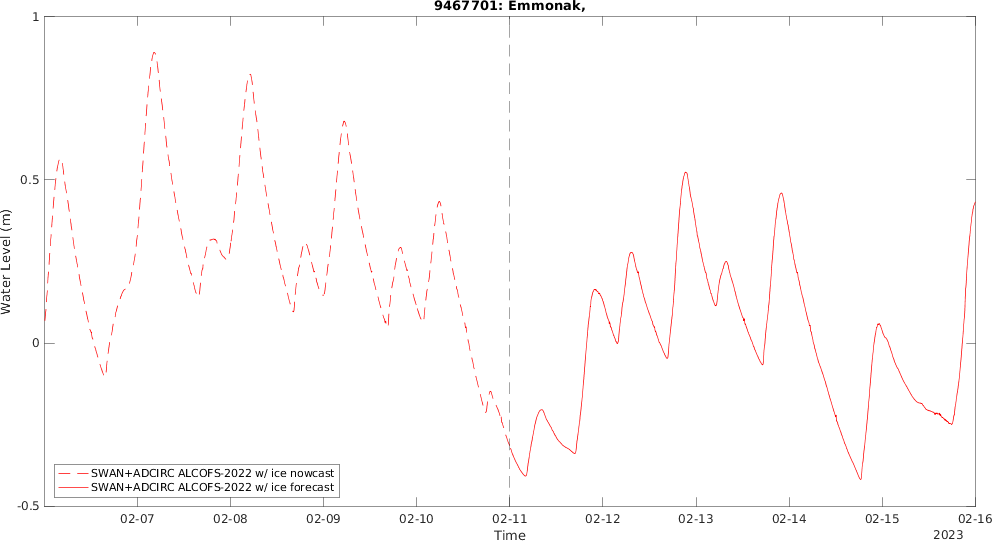 9467701: Emmonak,
1
0.5
0
-0.5
Water Level (m)
SWAN+ADCIRC ALCOFS-2022 w/ ice nowcast
SWAN+ADCIRC ALCOFS-2022 w/ ice forecast
02-07 02-08 02-09 02-10 02-11 02-12 02-13 02-14 02-15 02-16
Time
2023